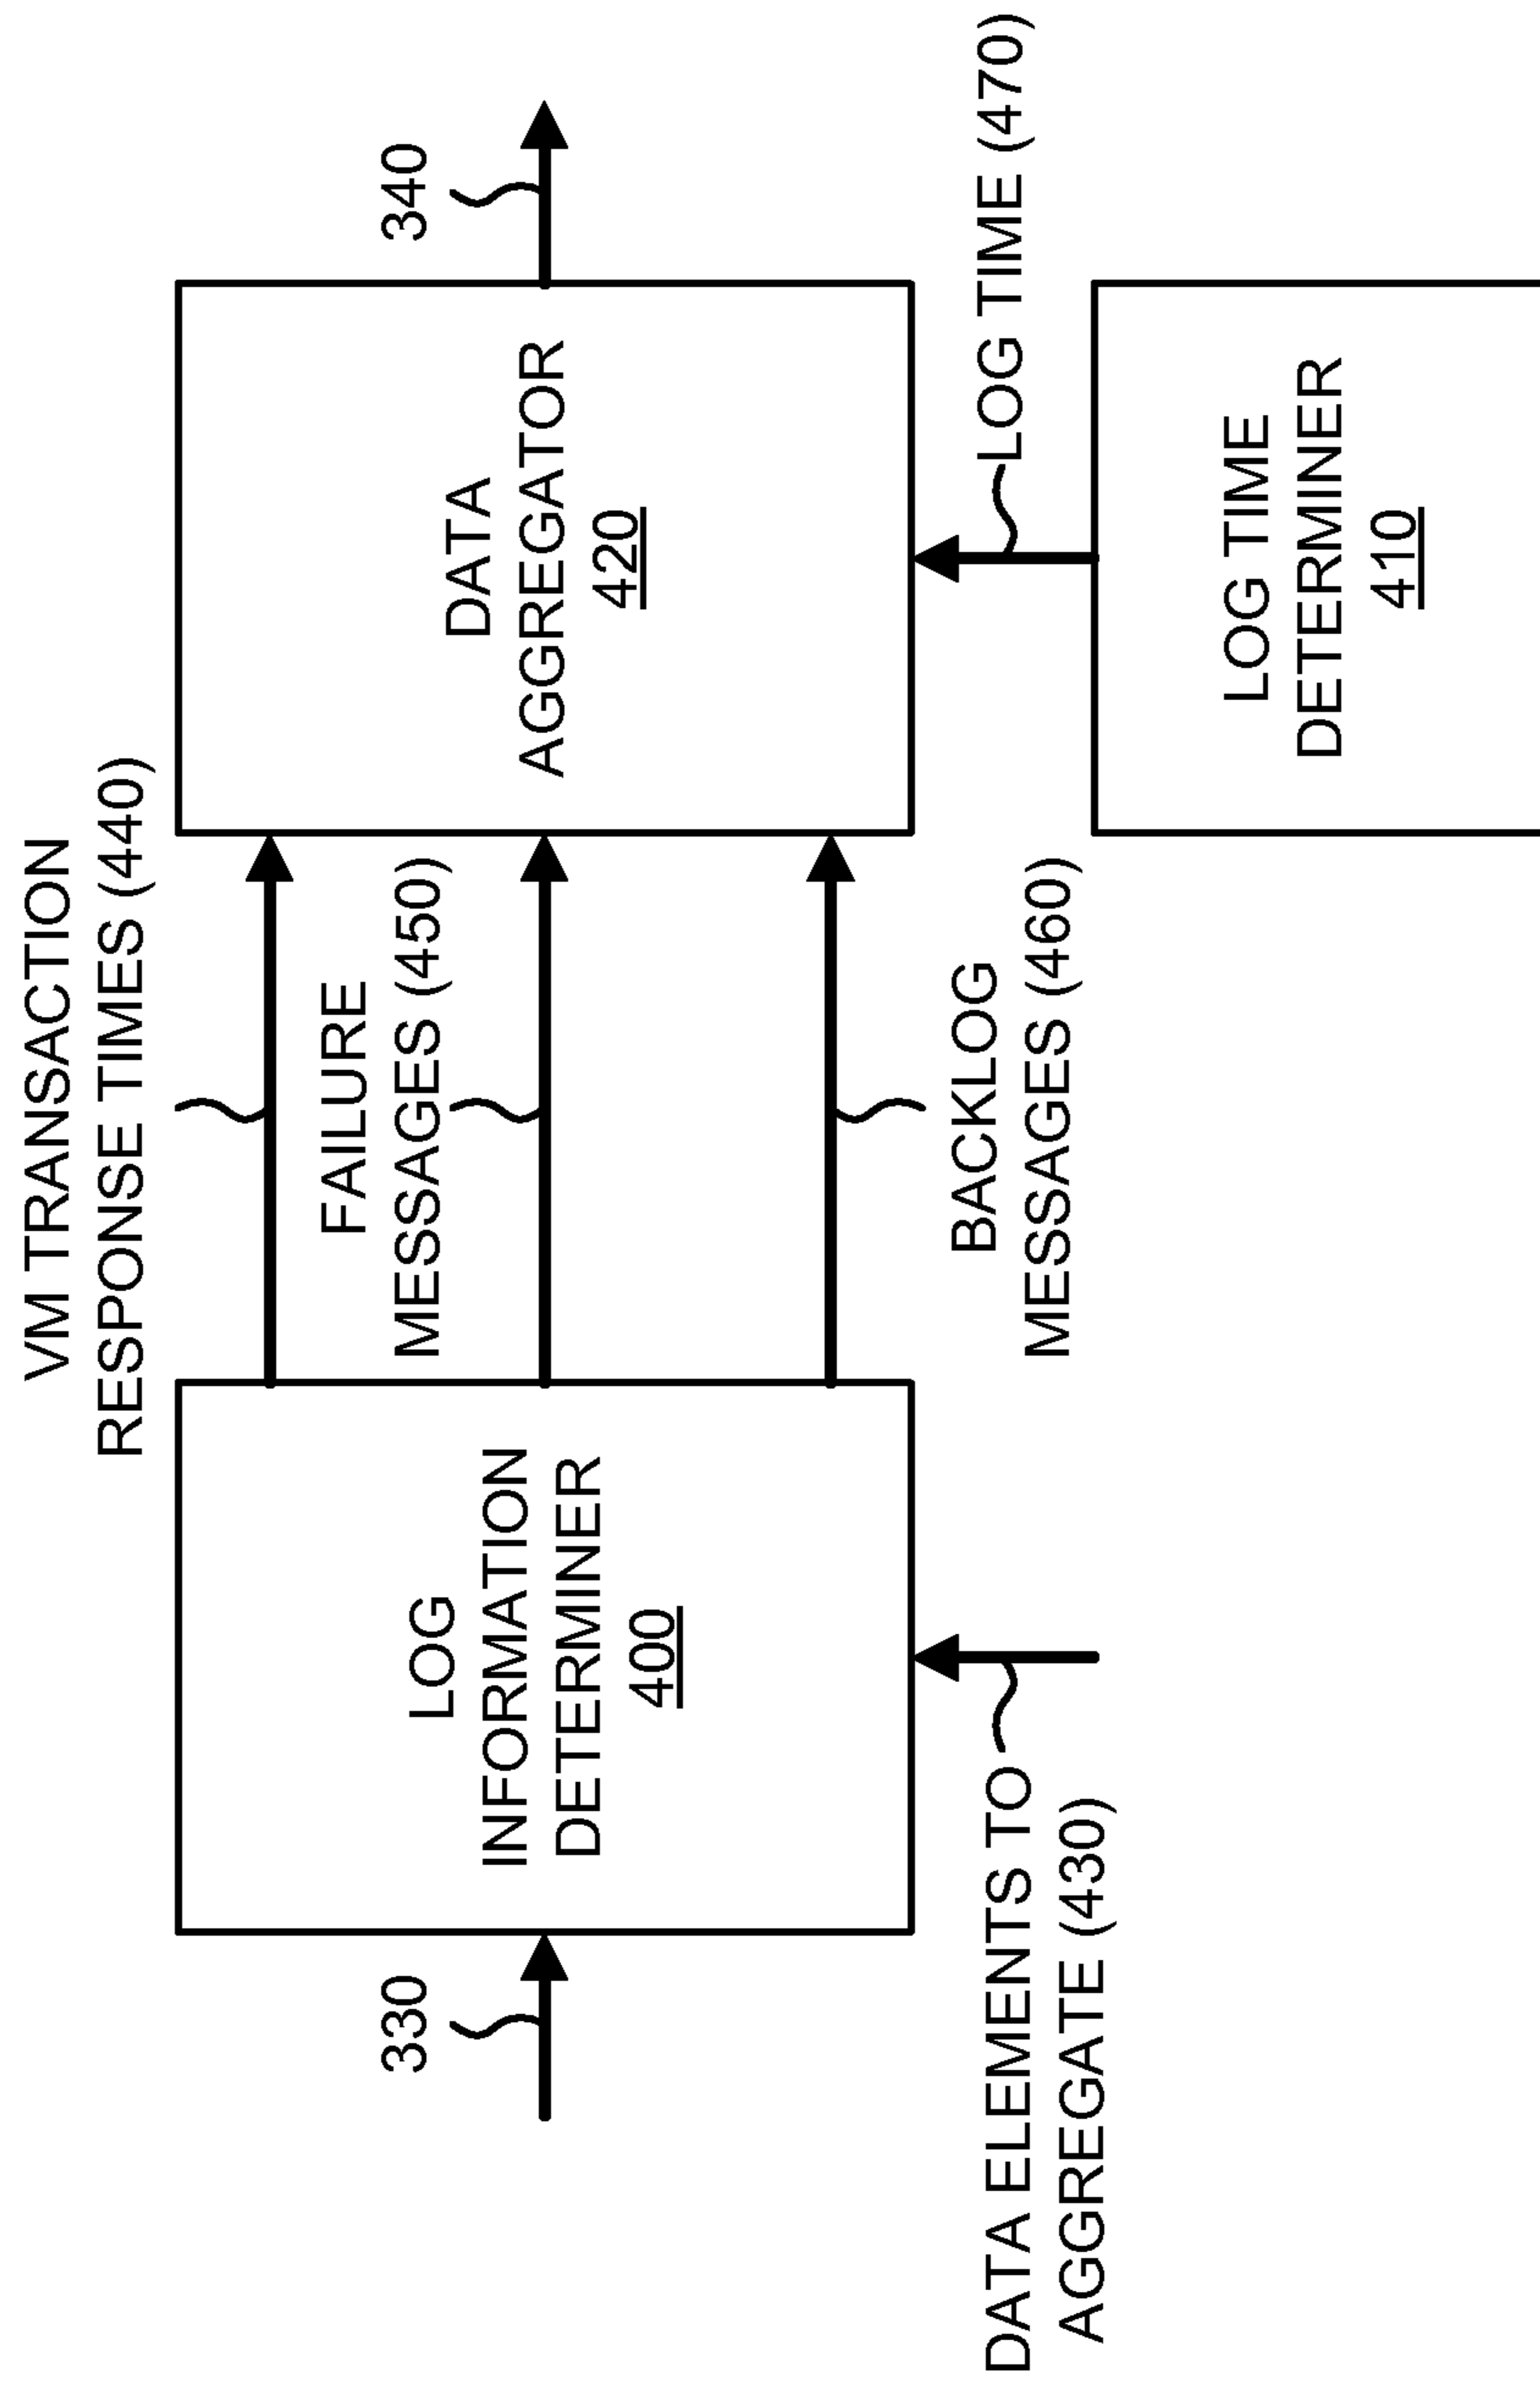 VM TRANSACTION
RESPONSE TIMES (440)
330
LOG
INFORMATION
DETERMINER
400
FAILURE
MESSAGES (450)
DATA
AGGREGATOR
420
340
DATA ELEMENTS TO
AGGREGATE (430)
BACKLOG
MESSAGES (460)
LOG TIME (470)
LOG TIME
DETERMINER
410